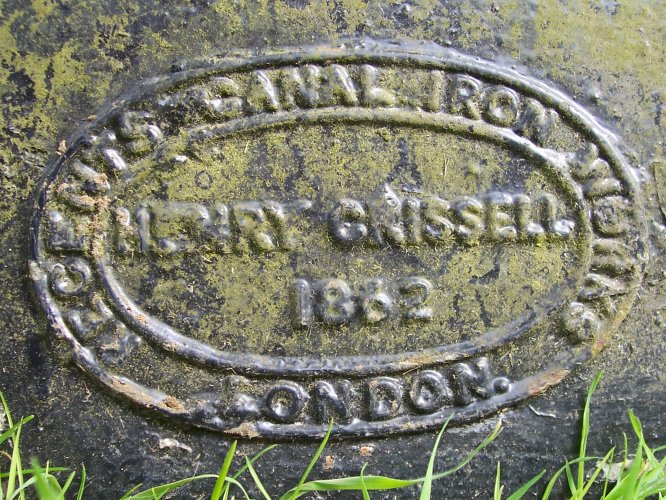 REGENTS CANAL IRON WORKS
HENRY GRISSELL
1862
LONDON.